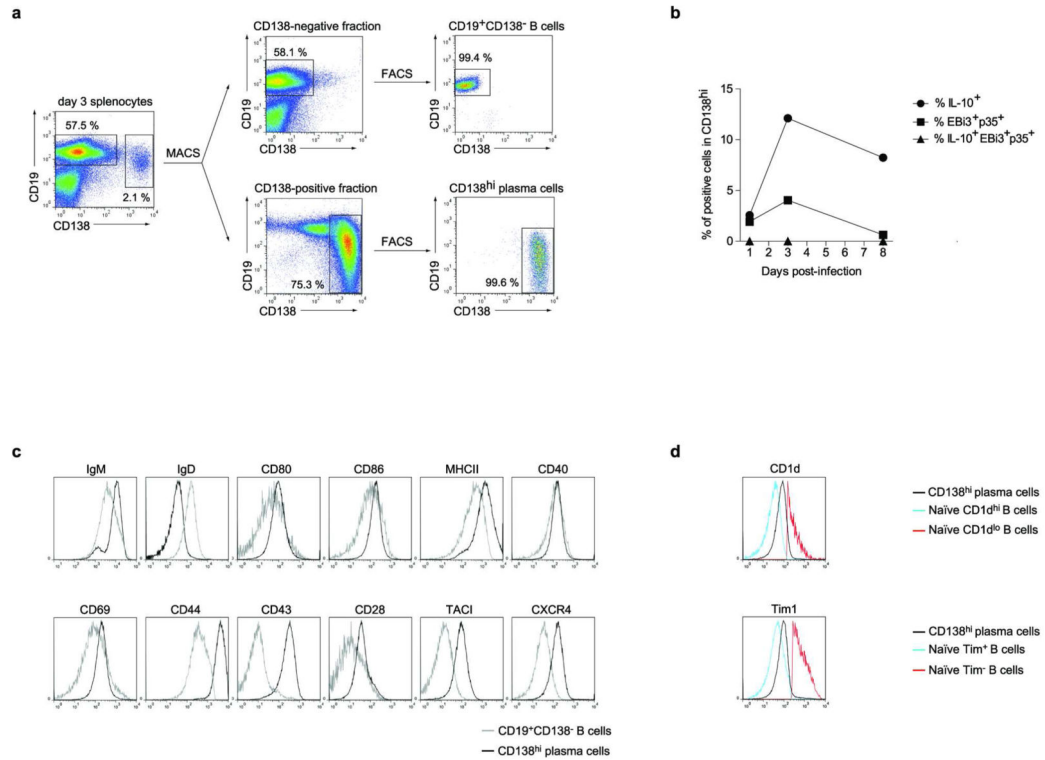 a
CD138-negative fraction
58.1 %
CD19
CD138
FACS
CD19⁺CD138⁻ B cells
99.4 %
CD19
CD138
day 3 splenocytes
57.5 %
2.1 %
CD19
CD138
MACS
CD138-positive fraction
75.3 %
CD19
CD138
FACS
CD138ʰⁱ plasma cells
99.6 %
CD19
CD138
b
% of positive cells in CD138ʰⁱ
15
10
5
0
1 2 3 4 5 6 7 8
Days post-infection
% IL-10⁺
% EBi3⁺p35⁺
% IL-10⁺EBi3⁺p35⁺
c
IgM IgD CD80 CD86 MHCII CD40
CD69 CD44 CD43 CD28 TACI CXCR4
CD19⁺CD138⁻ B cells
CD138ʰⁱ plasma cells
d
CD1d
CD138ʰⁱ plasma cells
Naïve CD1dʰⁱ B cells
Naïve CD1dˡᵒ B cells
Tim1
CD138ʰⁱ plasma cells
Naïve Tim⁺ B cells
Naïve Tim⁻ B cells